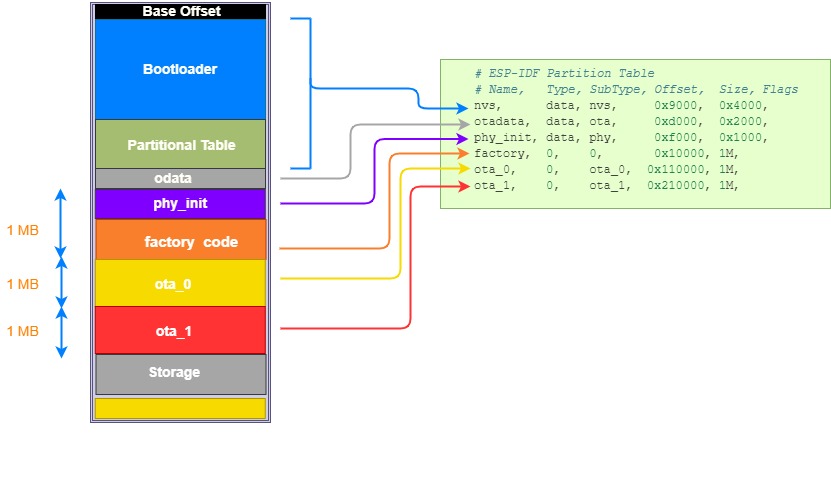 Base Offset
Bootloader
Partitional Table
odata
phy_init
factory code
ota_0
ota_1
Storage
1 MB
1 MB
1 MB
# ESP-IDF Partition Table
# Name, Type, SubType, Offset, Size, Flags
nvs, data, nvs, 0x9000, 0x4000,
otadata, data, ota, 0xd000, 0x2000,
phy_init, data, phy, 0xf000, 0x1000,
factory, 0, 0, 0x10000, 1M,
ota_0, 0, ota_0, 0x110000, 1M,
ota_1, 0, ota_1, 0x210000, 1M,